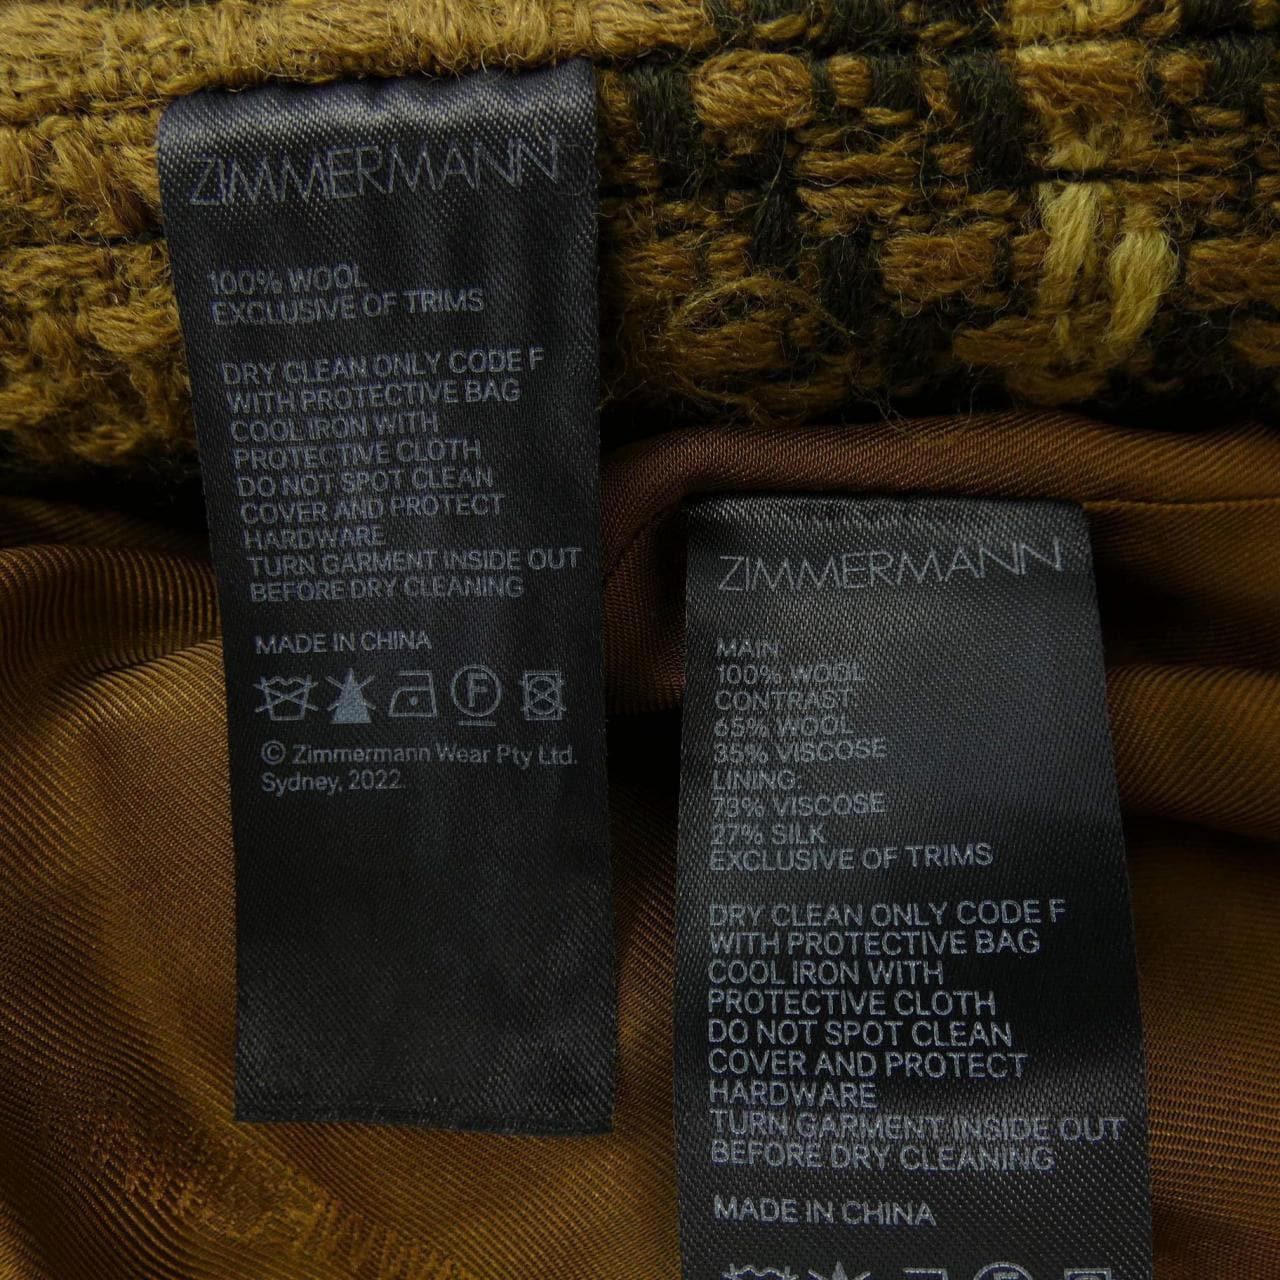 ZIMMERMANN
100% WOOL
EXCLUSIVE OF TRIMS
DRY CLEAN ONLY CODE F
WITH PROTECTIVE BAG
COOL IRON WITH
PROTECTIVE CLOTH
DO NOT SPOT CLEAN
COVER AND PROTECT
HARDWARE
TURN GARMENT INSIDE OUT
BEFORE DRY CLEANING
MADE IN CHINA
F
© Zimmermann Wear Pty Ltd.
Sydney, 2022.
ZIMMERMANN
MAIN:
100% WOOL
CONTRAST:
65% WOOL
35% VISCOSE
LINING:
73% VISCOSE
27% SILK
EXCLUSIVE OF TRIMS
DRY CLEAN ONLY CODE F
WITH PROTECTIVE BAG
COOL IRON WITH
PROTECTIVE CLOTH
DO NOT SPOT CLEAN
COVER AND PROTECT
HARDWARE
TURN GARMENT INSIDE OUT
BEFORE DRY CLEANING
MADE IN CHINA